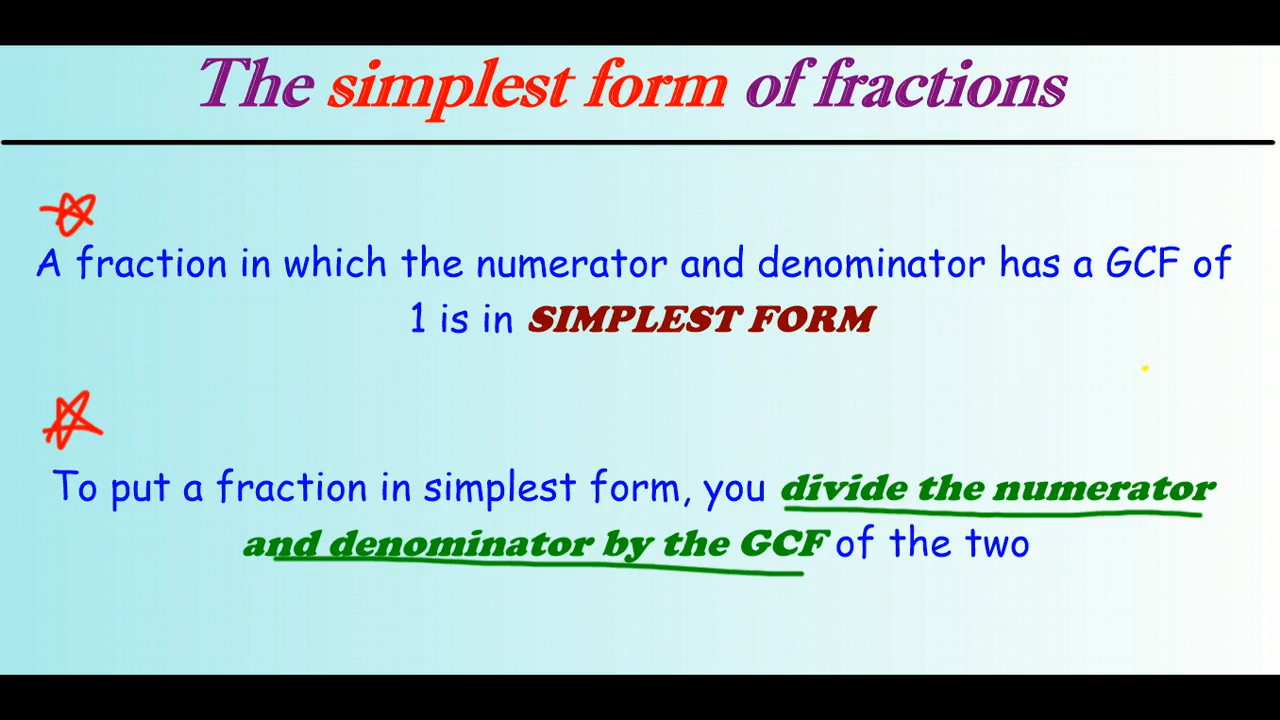 The simplest form of fractions
A fraction in which the numerator and denominator has a GCF of
1 is in SIMPLEST FORM
To put a fraction in simplest form, you divide the numerator
and denominator by the GCF of the two